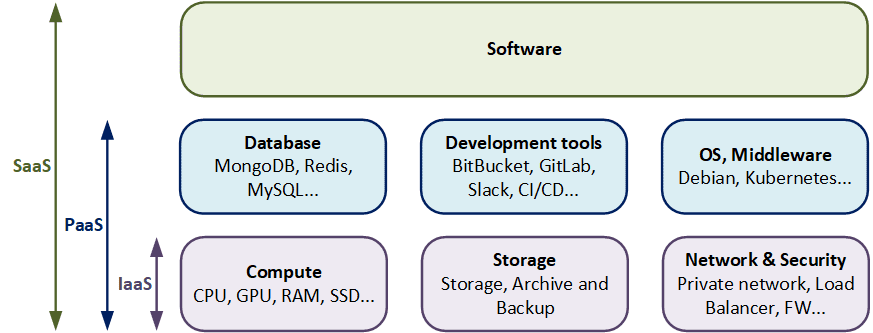 Software
SaaS
Database
MongoDB, Redis,
MySQL...
Development tools
BitBucket, GitLab,
Slack, CI/CD...
OS, Middleware
Debian, Kubernetes...
PaaS
Compute
CPU, GPU, RAM, SSD...
Storage
Storage, Archive and
Backup
Network & Security
Private network, Load
Balancer, FW...
IaaS